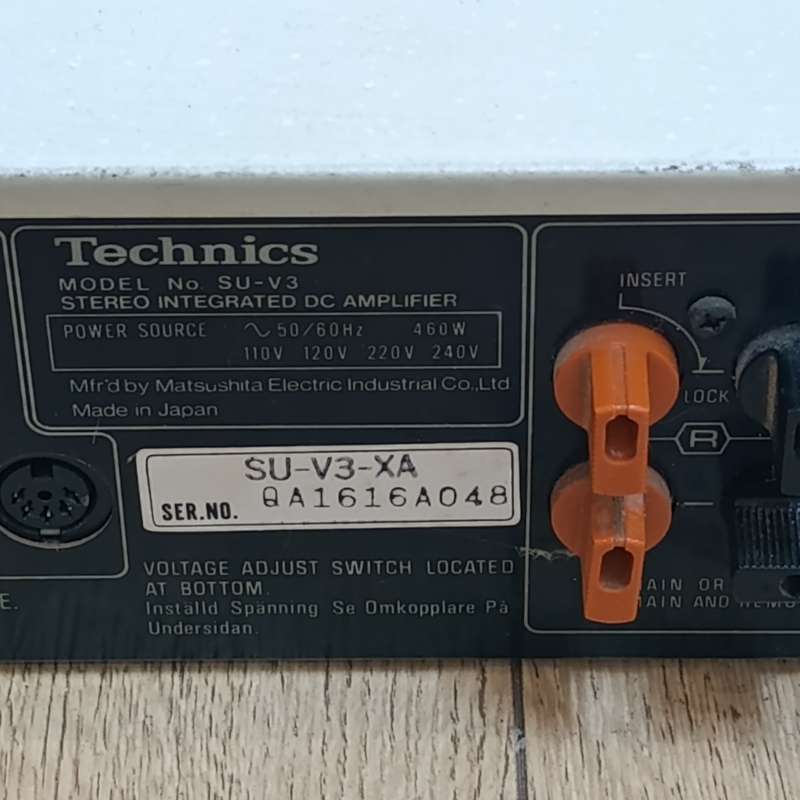 Technics
MODEL No. SU-V3
STEREO INTEGRATED DC AMPLIFIER
POWER SOURCE ∿ 50/60Hz 460W
110V 120V 220V 240V
Mfr'd by Matsushita Electric Industrial Co.,Ltd
Made in Japan
SU-V3-XA
SER.NO. QA1616A048
VOLTAGE ADJUST SWITCH LOCATED
AT BOTTOM.
Inställd Spänning Se Omkopplare På
Undersidan.
INSERT
LOCK
R
OR
AND